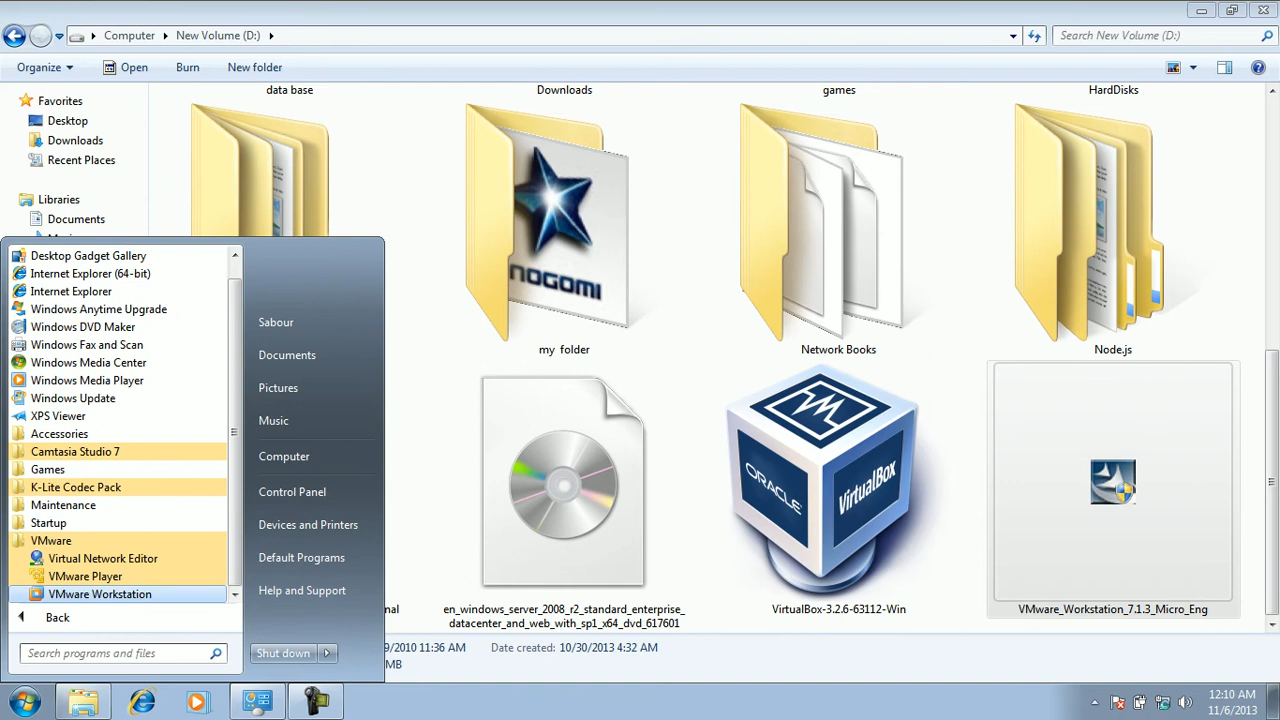 Computer
New Volume (D:)
Search New Volume (D:)
Organize
Open
Burn
New folder
Favorites
Desktop
Downloads
Recent Places
Libraries
Documents
data base
Downloads
games
HardDisks
NOGOMI
my folder
Network Books
Node.js
ORACLE
VirtualBox
en_windows_server_2008_r2_standard_enterprise_
datacenter_and_web_with_sp1_x64_dvd_617601
VirtualBox-3.2.6-63112-Win
VMware_Workstation_7.1.3_Micro_Eng
Desktop Gadget Gallery
Internet Explorer (64-bit)
Internet Explorer
Windows Anytime Upgrade
Windows DVD Maker
Windows Fax and Scan
Windows Media Center
Windows Media Player
Windows Update
XPS Viewer
Accessories
Camtasia Studio 7
Games
K-Lite Codec Pack
Maintenance
Startup
VMware
Virtual Network Editor
VMware Player
VMware Workstation
Back
Search programs and files
Sabour
Documents
Pictures
Music
Computer
Control Panel
Devices and Printers
Default Programs
Help and Support
Shut down
9/2010 11:36 AM
Date created: 10/30/2013 4:32 AM
MB
12:10 AM
11/6/2013